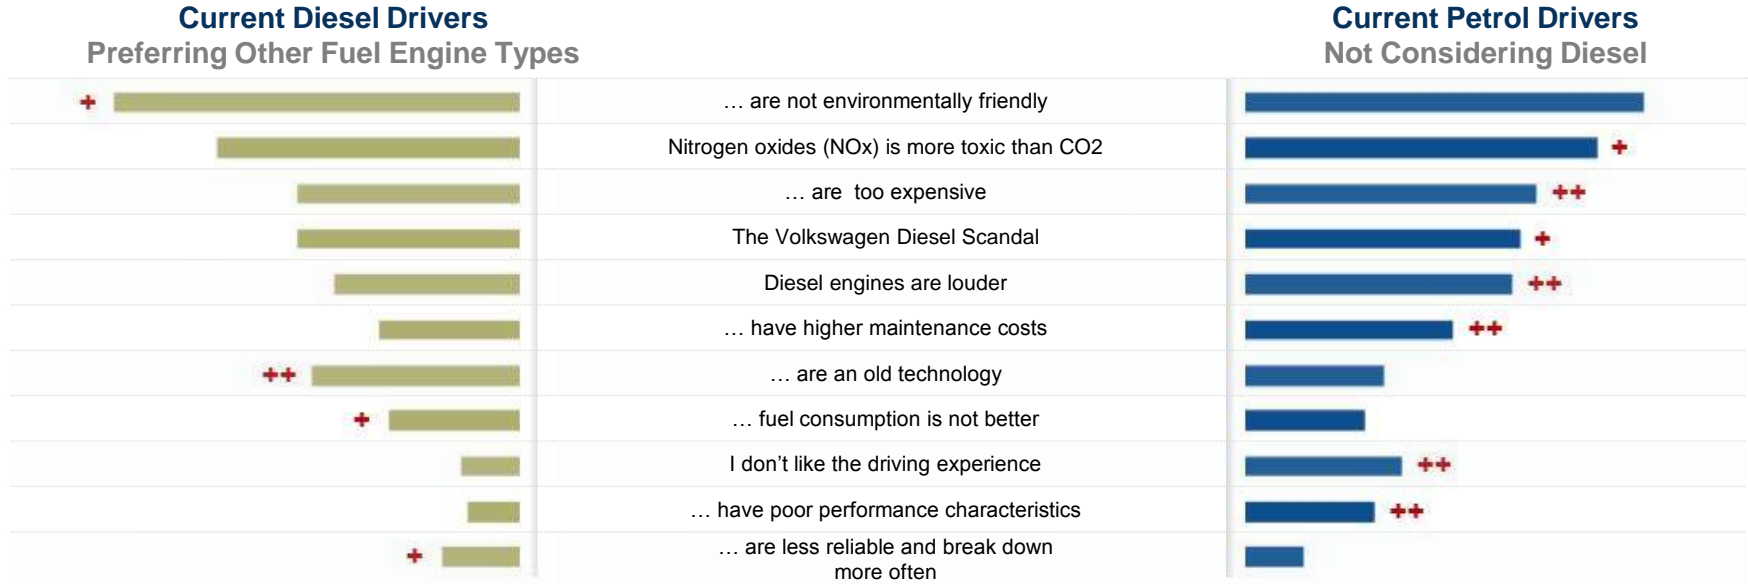 Current Diesel Drivers
Preferring Other Fuel Engine Types
Current Petrol Drivers
Not Considering Diesel
+ … are not environmentally friendly
Nitrogen oxides (NOx) is more toxic than CO2 +
… are  too expensive ++
The Volkswagen Diesel Scandal +
Diesel engines are louder ++
… have higher maintenance costs ++
++ … are an old technology
+ … fuel consumption is not better
I don’t like the driving experience ++
… have poor performance characteristics ++
+ … are less reliable and break down
more often